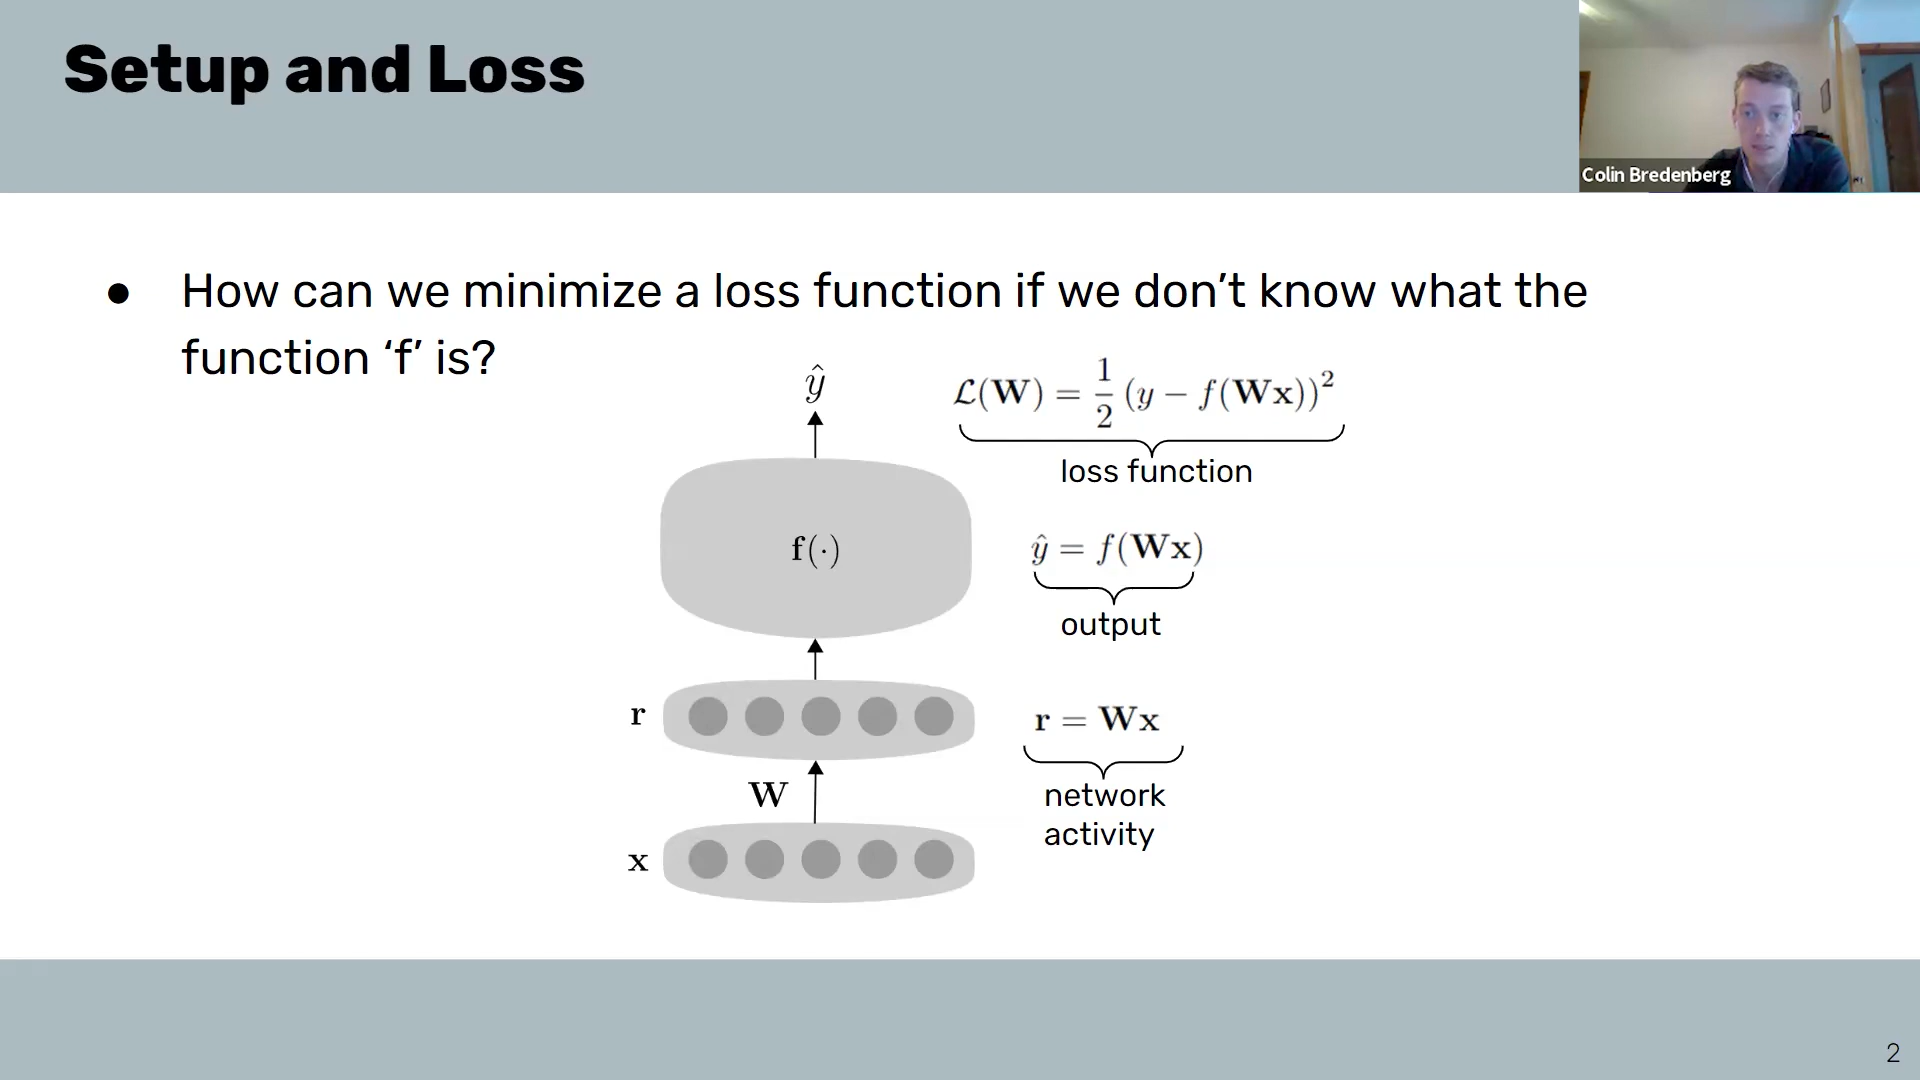 Setup and Loss
Colin Bredenberg
● How can we minimize a loss function if we don’t know what the
function ‘f’ is?
ŷ
ℒ(W) = 1/2 (y − f(Wx))²
loss function
f(·)
ŷ = f(Wx)
output
r
r = Wx
W
network
activity
x
2